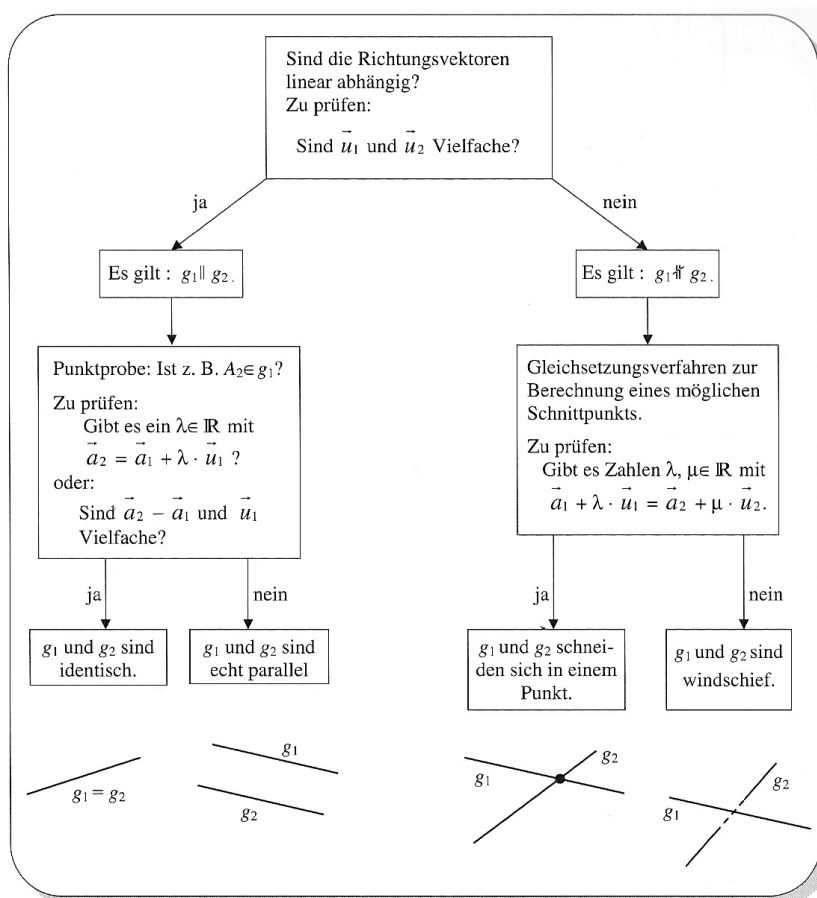 Sind die Richtungsvektoren
linear abhängig?
Zu prüfen:
Sind u⃗₁ und u⃗₂ Vielfache?
ja
nein
Es gilt : g₁ ∥ g₂.
Es gilt : g₁ ∦ g₂.
Punktprobe: Ist z. B. A₂∈ g₁?
Zu prüfen:
Gibt es ein λ∈ ℝ mit
a⃗₂ = a⃗₁ + λ · u⃗₁ ?
oder:
Sind a⃗₂ − a⃗₁ und u⃗₁
Vielfache?
Gleichsetzungsverfahren zur
Berechnung eines möglichen
Schnittpunkts.
Zu prüfen:
Gibt es Zahlen λ, μ∈ ℝ mit
a⃗₁ + λ · u⃗₁ = a⃗₂ + μ · u⃗₂.
ja
nein
ja
nein
g₁ und g₂ sind
identisch.
g₁ und g₂ sind
echt parallel
g₁ und g₂ schnei-
den sich in einem
Punkt.
g₁ und g₂ sind
windschief.
g₁ = g₂
g₁
g₂
g₁
g₂
g₁
g₂